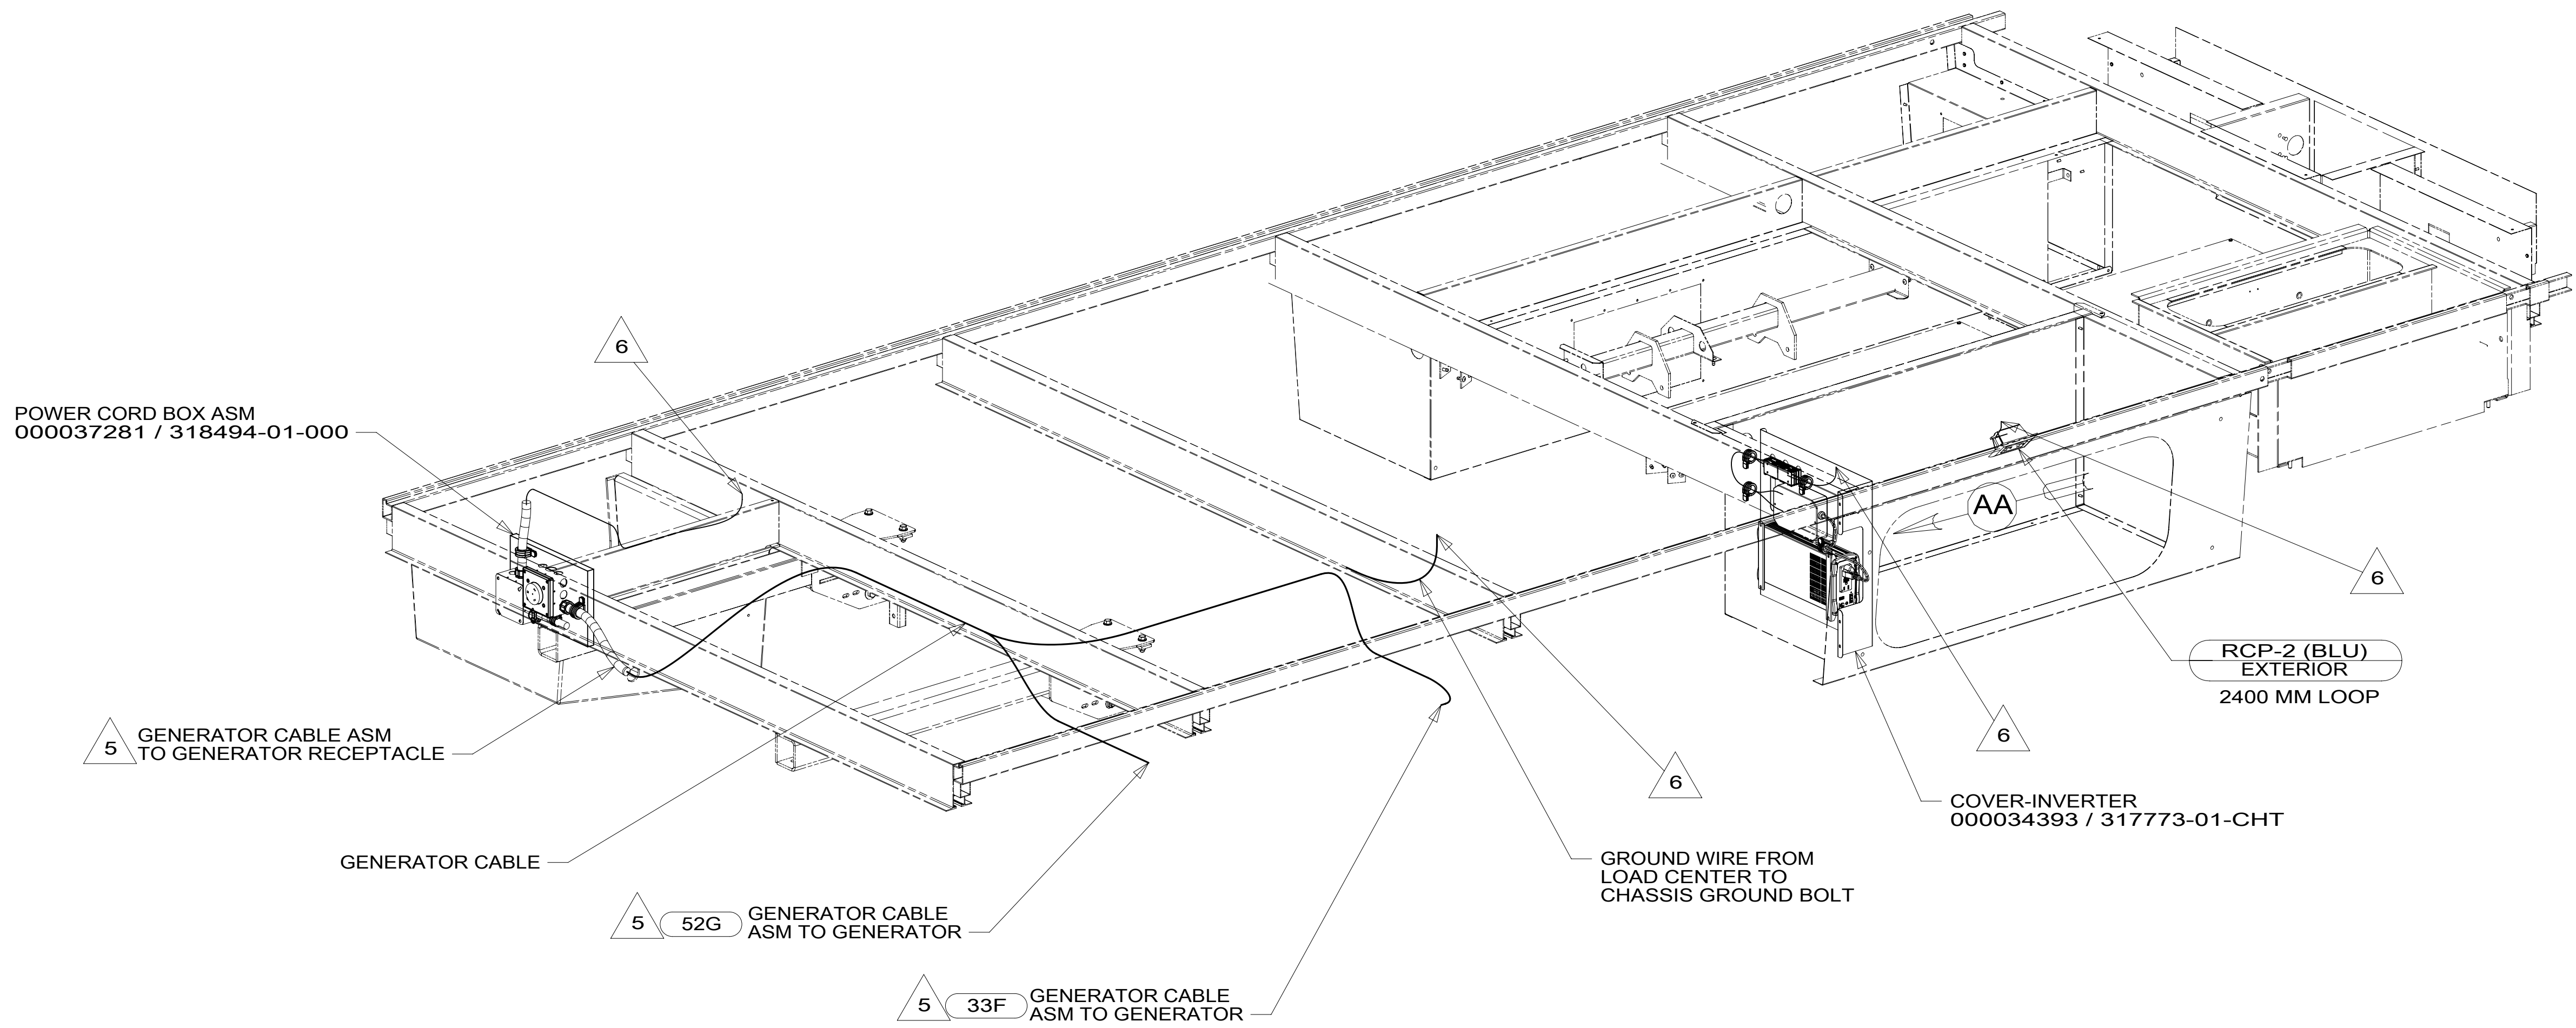 6
POWER CORD BOX ASM
000037281 / 318494-01-000
AA
6
RCP-2 (BLU)
EXTERIOR
2400 MM LOOP
5
GENERATOR CABLE ASM
TO GENERATOR RECEPTACLE
6
6
COVER-INVERTER
000034393 / 317773-01-CHT
GENERATOR CABLE
GROUND WIRE FROM
LOAD CENTER TO
CHASSIS GROUND BOLT
5 52G
GENERATOR CABLE
ASM TO GENERATOR
5 33F
GENERATOR CABLE
ASM TO GENERATOR